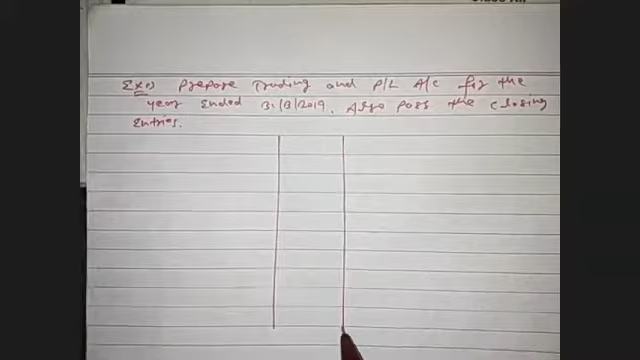 Ex:1) Prepare Trading and P/L A/C for the
year Ended 31/3/2019. Also pass the closing
Entries.